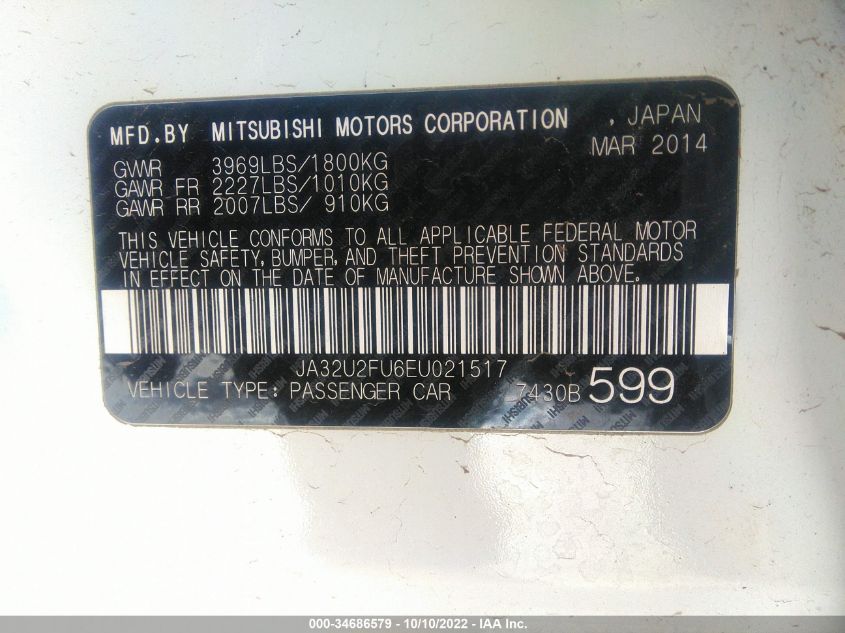 MFD.BY MITSUBISHI MOTORS CORPORATION , JAPAN
MAR 2014
GVWR 3969LBS/1800KG
GAWR FR 2227LBS/1010KG
GAWR RR 2007LBS/ 910KG
THIS VEHICLE CONFORMS TO ALL APPLICABLE FEDERAL MOTOR
VEHICLE SAFETY, BUMPER, AND THEFT PREVENTION STANDARDS
IN EFFECT ON THE DATE OF MANUFACTURE SHOWN ABOVE.
JA32U2FU6EU021517
VEHICLE TYPE: PASSENGER CAR 7430B 599
000-34686579 - 10/10/2022 - IAA Inc.